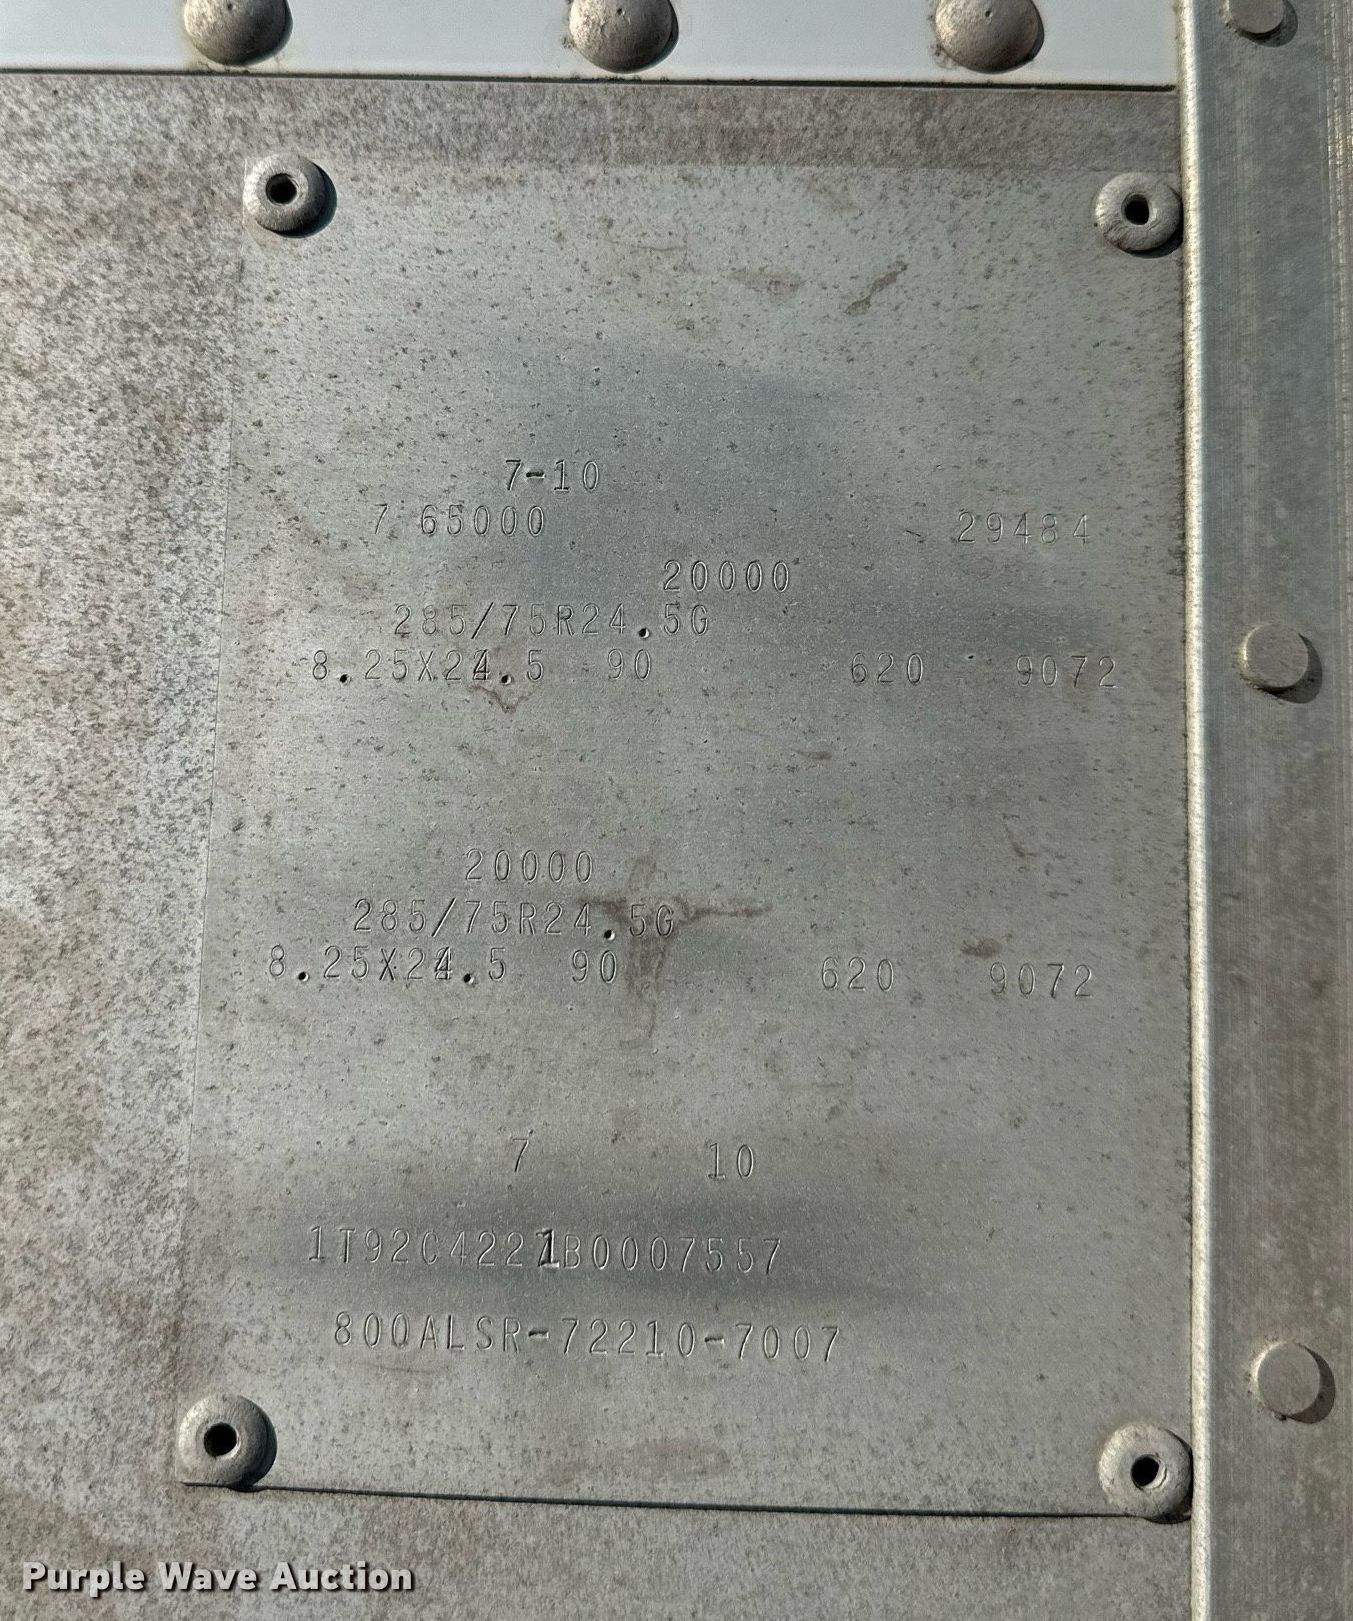 7-10
7 65000 29484
20000
285/75R24.5G
8.25X24.5 90 620 9072
20000
285/75R24.5G
8.25X24.5 90 620 9072
7 10
1T92C4221B0007557
800ALSR-72210-7007
Purple Wave Auction